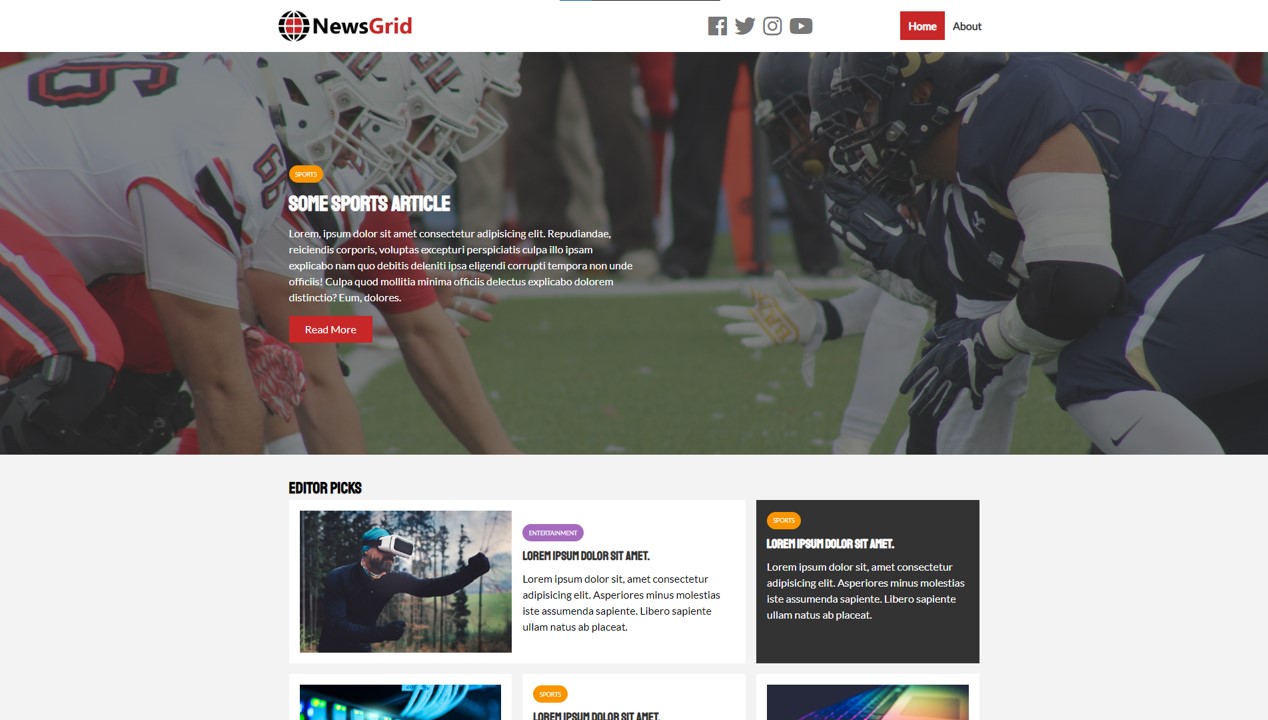 NewsGrid
Home
About
SPORTS
SOME SPORTS ARTICLE
Lorem, ipsum dolor sit amet consectetur adipisicing elit. Repudiandae,
reiciendis corporis, voluptas excepturi perspiciatis culpa illo ipsam
explicabo nam quo debitis deleniti ipsa eligendi corrupti tempora non unde
officiis! Culpa quod mollitia minima officiis delectus explicabo dolorem
distinctio? Eum, dolores.
Read More
EDITOR PICKS
ENTERTAINMENT
LOREM IPSUM DOLOR SIT AMET.
Lorem ipsum dolor sit, amet consectetur
adipisicing elit. Asperiores minus molestias
iste assumenda sapiente. Libero sapiente
ullam natus ab placeat.
SPORTS
LOREM IPSUM DOLOR SIT AMET.
Lorem ipsum dolor sit, amet consectetur
adipisicing elit. Asperiores minus molestias
iste assumenda sapiente. Libero sapiente
ullam natus ab placeat.
SPORTS
LOREM IPSUM DOLOR SIT AMET.